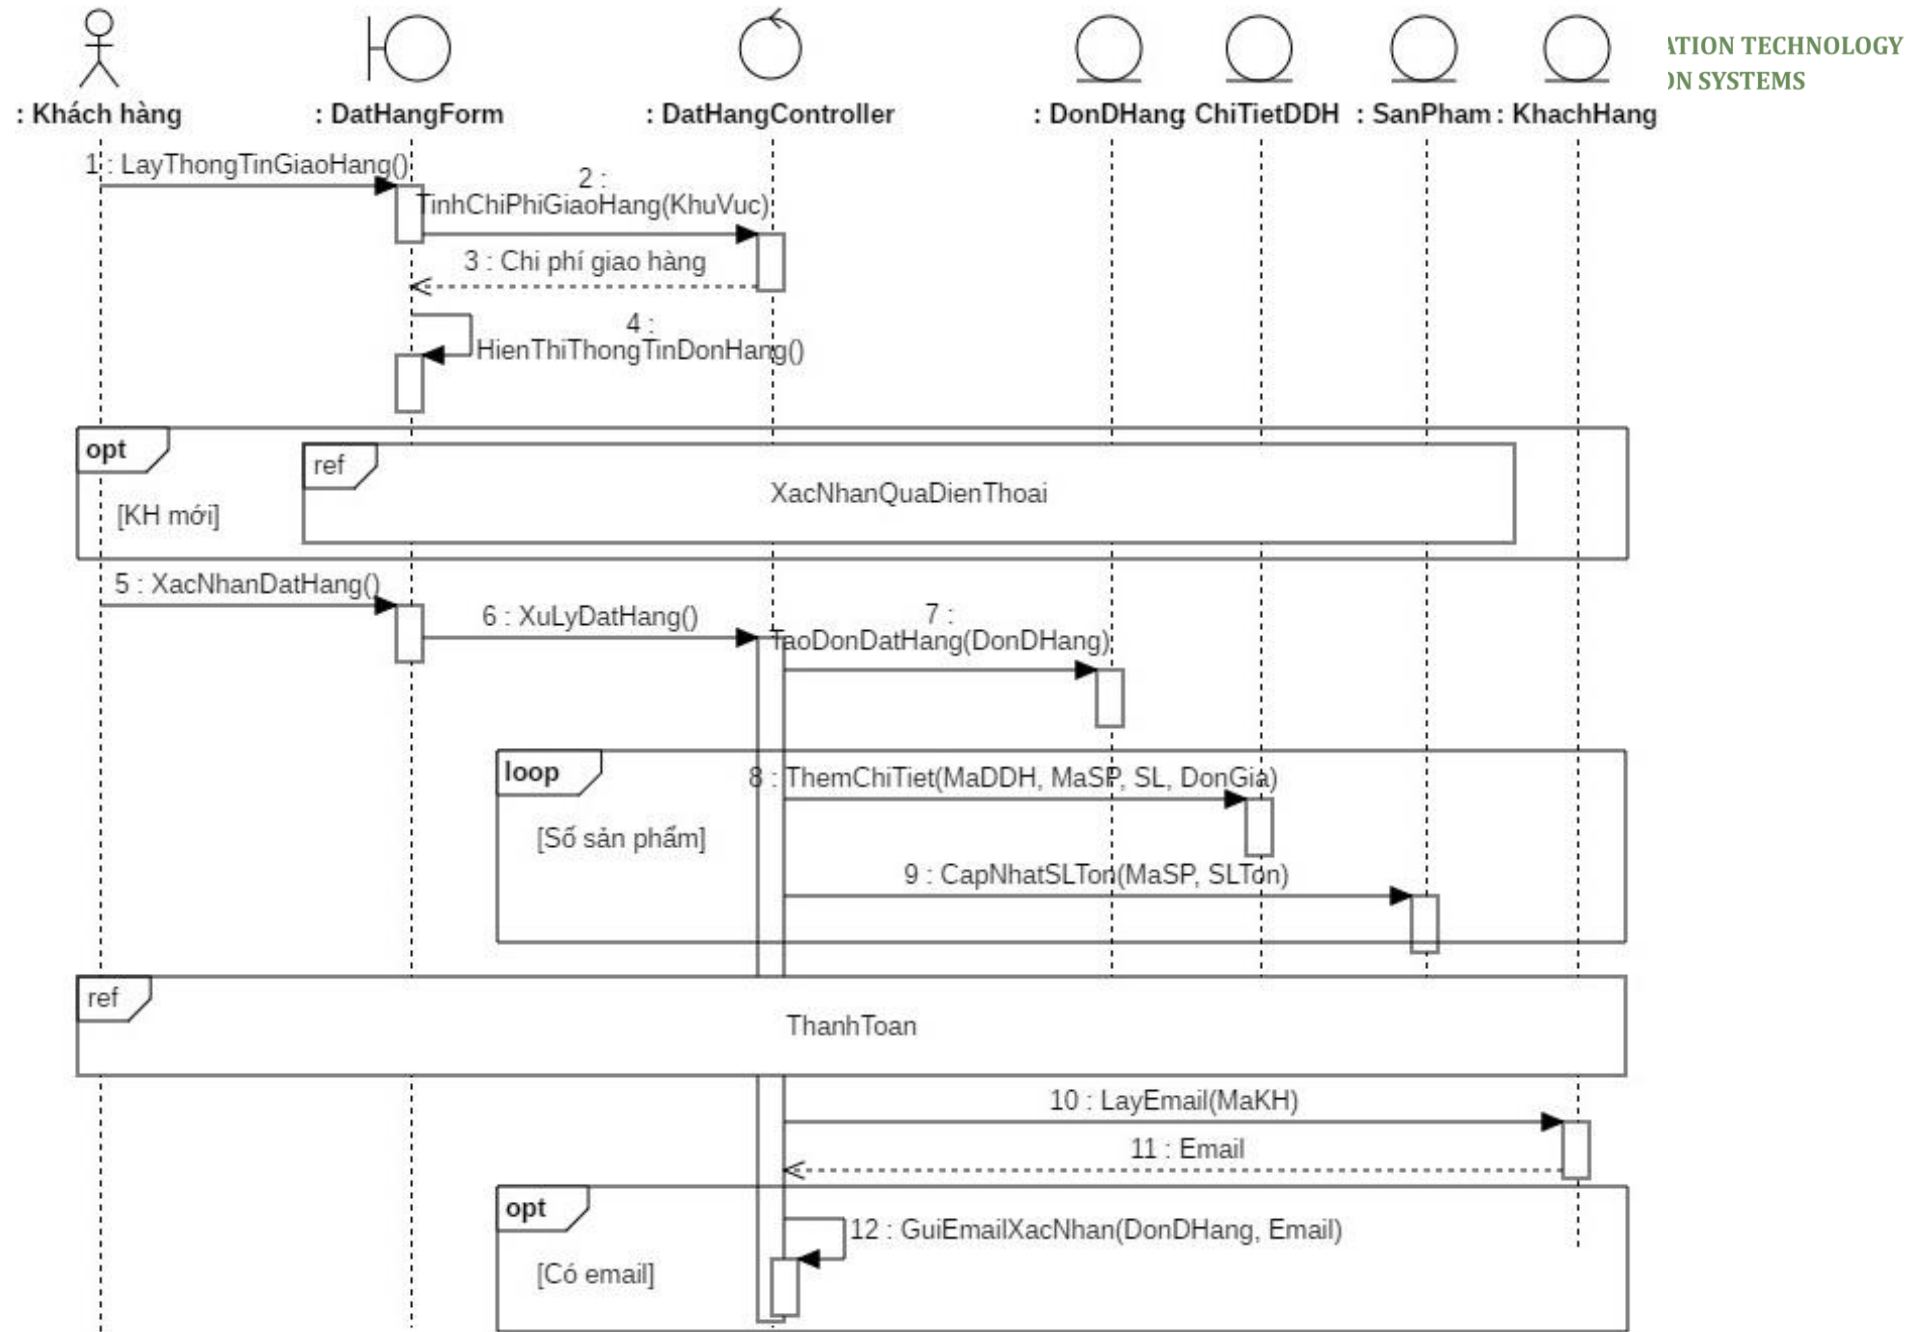 TION TECHNOLOGY
N SYSTEMS
: Khách hàng
: DatHangForm
: DatHangController
: DonDHang
: ChiTietDDH
: SanPham
: KhachHang
1 : LayThongTinGiaoHang()
2 :
TinhChiPhiGiaoHang(KhuVuc)
3 : Chi phí giao hàng
4 :
HienThiThongTinDonHang()
opt
ref
XacNhanQuaDienThoai
[KH mới]
5 : XacNhanDatHang()
6 : XuLyDatHang()
7 :
TaoDonDatHang(DonDHang)
loop
8 : ThemChiTiet(MaDDH, MaSP, SL, DonGia)
[Số sản phẩm]
9 : CapNhatSLTon(MaSP, SLTon)
ref
ThanhToan
10 : LayEmail(MaKH)
11 : Email
opt
12 : GuiEmailXacNhan(DonDHang, Email)
[Có email]